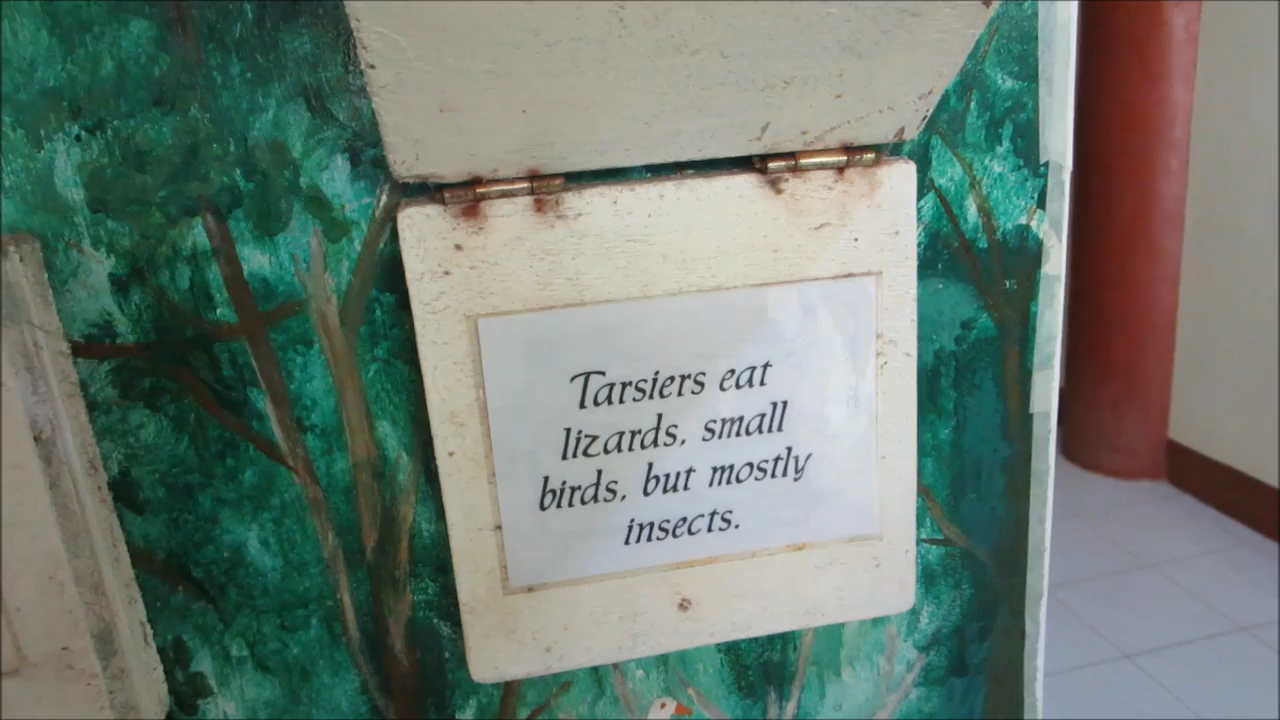 Tarsiers eat
lizards, small
birds, but mostly
insects.